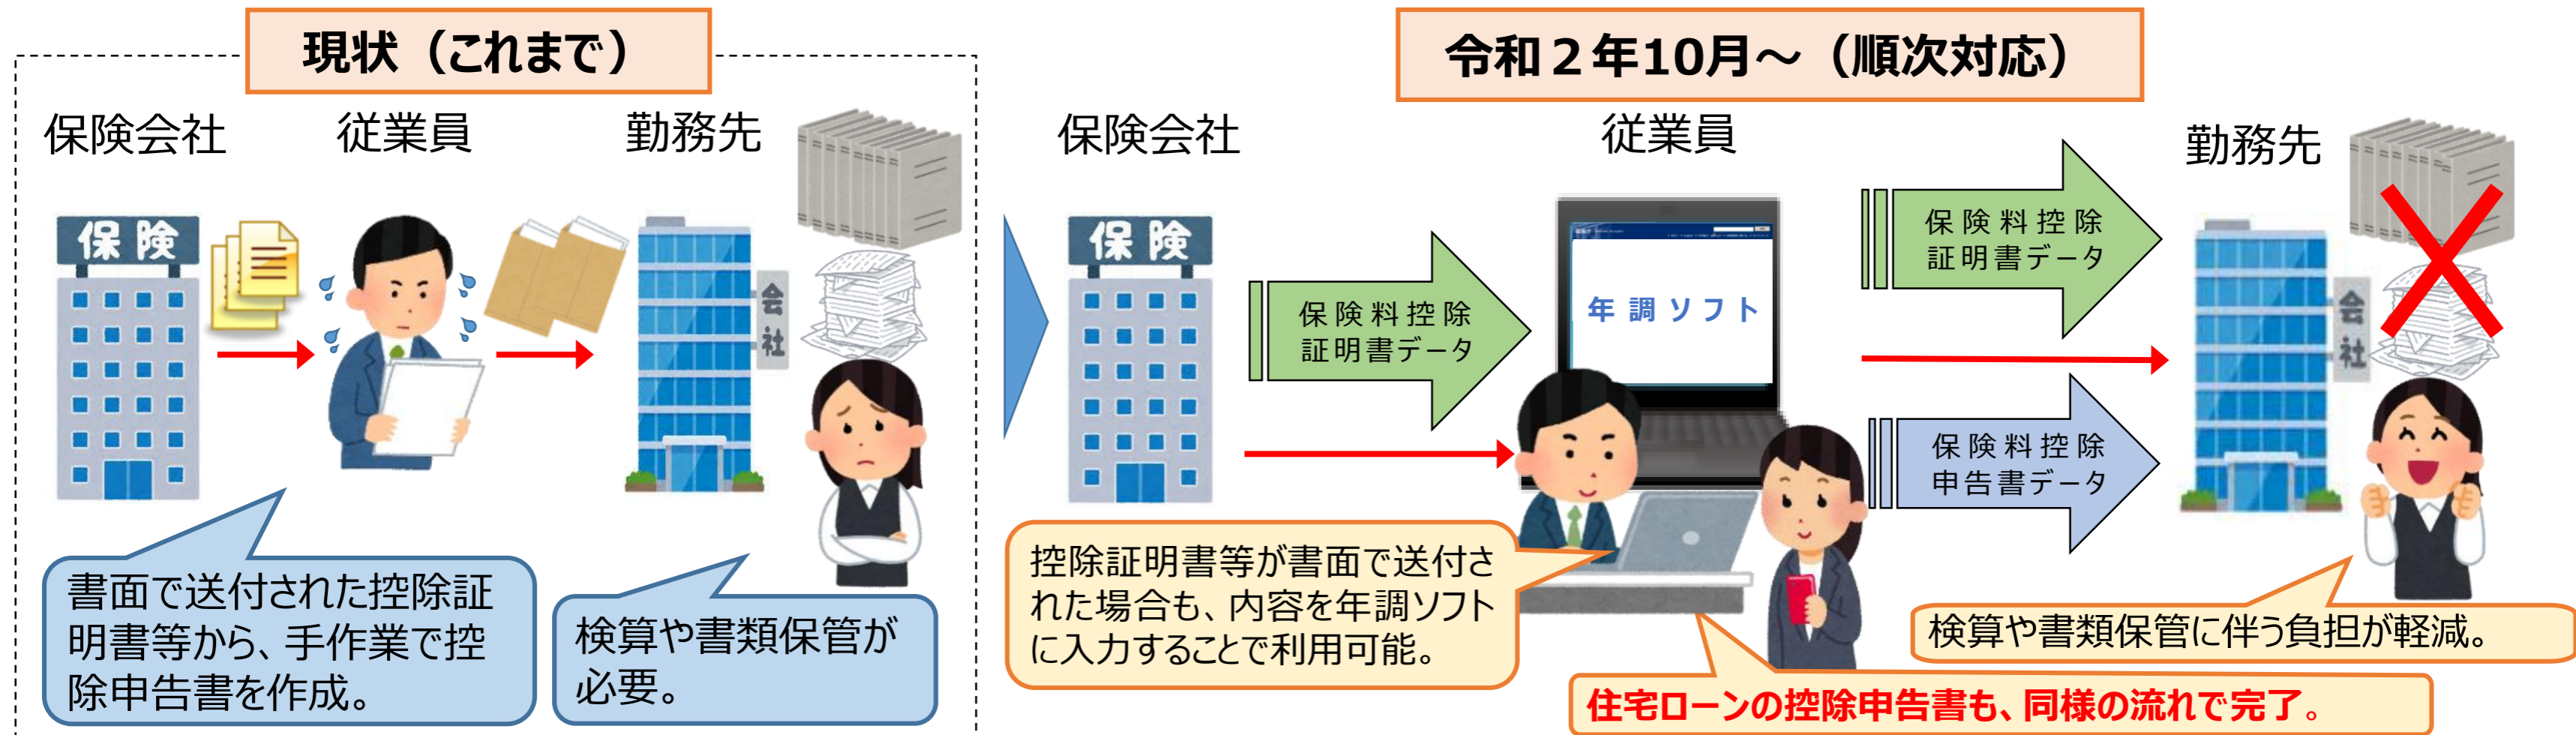 現状（これまで）
保険会社
従業員
勤務先
保険
会社
書面で送付された控除証
明書等から、手作業で控
除申告書を作成。
検算や書類保管が
必要。
令和２年10月～（順次対応）
保険会社
従業員
勤務先
保険
保険料控除
証明書データ
年調ソフト
保険料控除
証明書データ
保険料控除
申告書データ
会社
控除証明書等が書面で送付さ
れた場合も、内容を年調ソフト
に入力することで利用可能。
検算や書類保管に伴う負担が軽減。
住宅ローンの控除申告書も、同様の流れで完了。